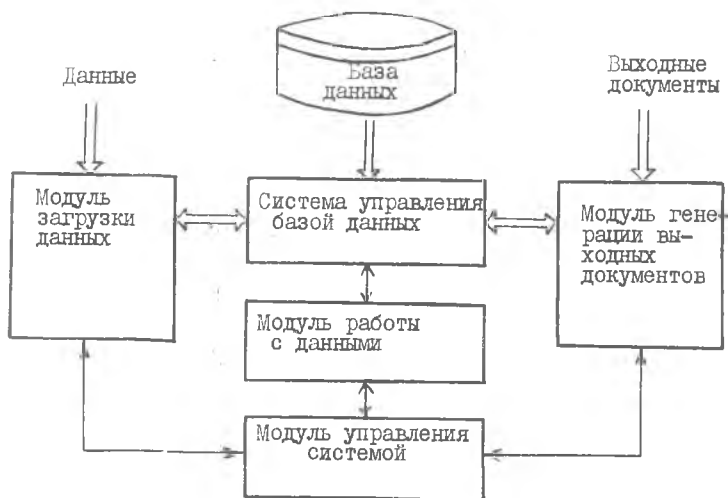 База
данных
Данные
Выходные
документы
Модуль
загрузки
данных
Система управления
базой данных
Модуль гене-
рации вы-
ходных
документов
Модуль работы
с данными
Модуль управления
системой